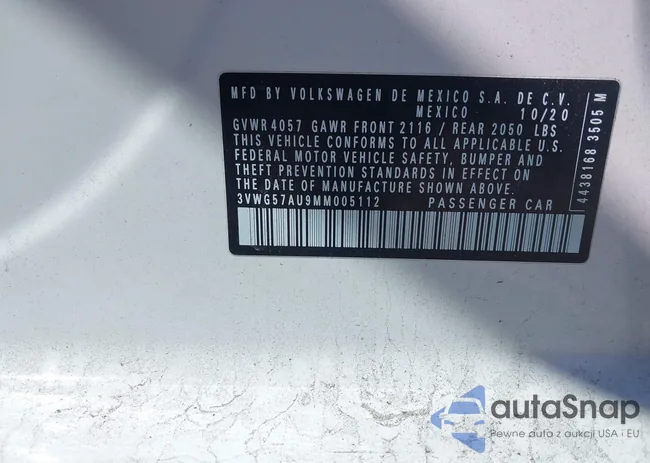 MFD BY VOLKSWAGEN DE MEXICO S.A. DE C.V.
MEXICO 10/20
GVWR 4057 GAWR FRONT 2116 / REAR 2050 LBS
THIS VEHICLE CONFORMS TO ALL APPLICABLE U.S.
FEDERAL MOTOR VEHICLE SAFETY, BUMPER AND
THEFT PREVENTION STANDARDS IN EFFECT ON
THE DATE OF MANUFACTURE SHOWN ABOVE.
3VWG57AU9MM005112 PASSENGER CAR
4438168 3505 M
autaSnap
Pewne auta z aukcji USA i EU